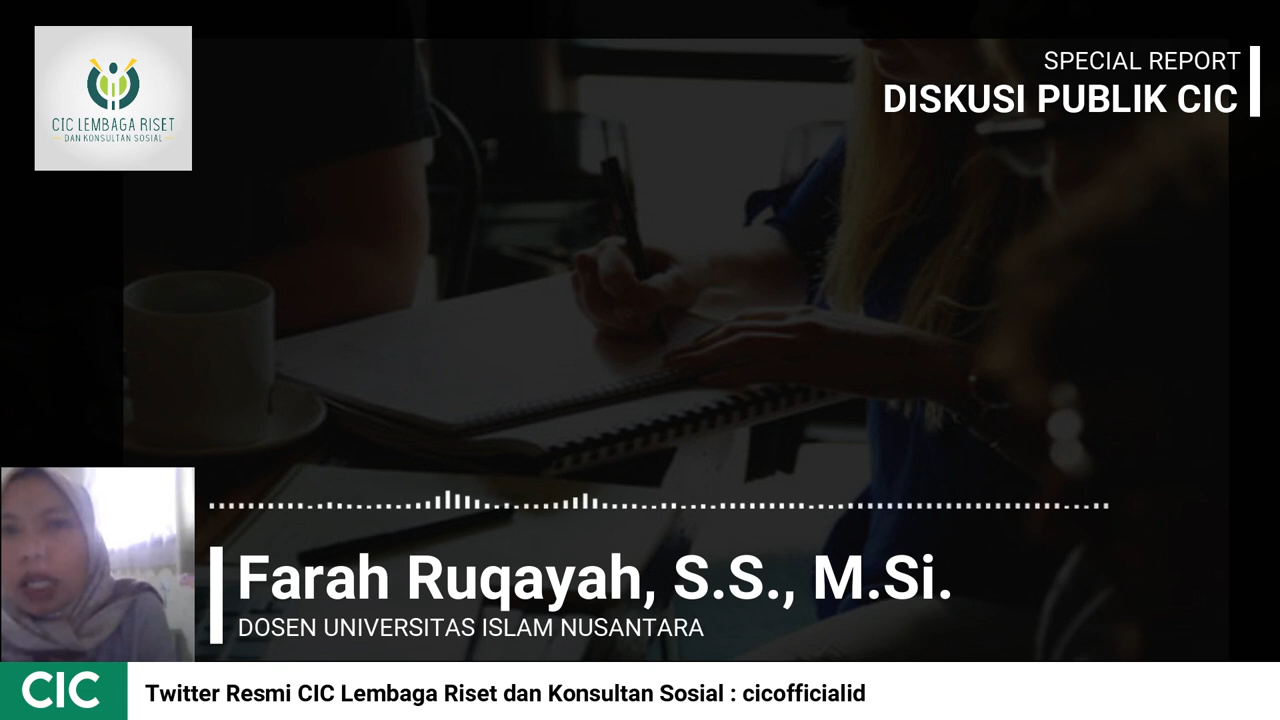 CIC LEMBAGA RISET
DAN KONSULTAN SOSIAL
SPECIAL REPORT
DISKUSI PUBLIK CIC
Farah Ruqayah, S.S., M.Si.
DOSEN UNIVERSITAS ISLAM NUSANTARA
CIC
Twitter Resmi CIC Lembaga Riset dan Konsultan Sosial : cicofficialid